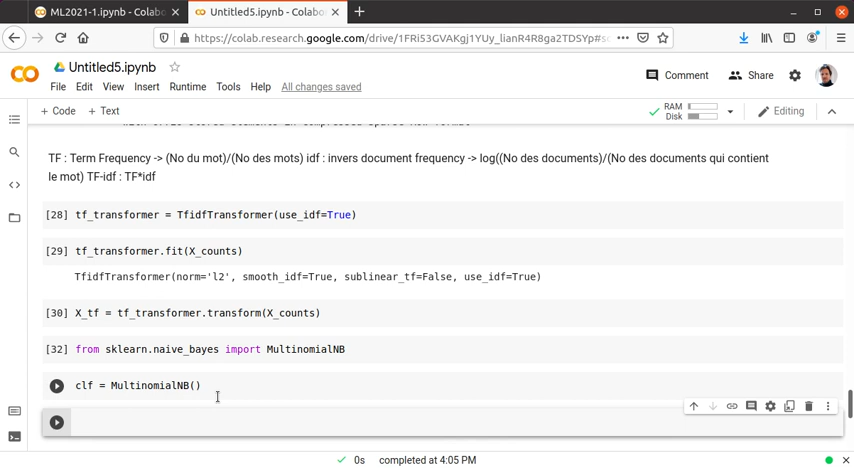 ML2021-1.ipynb - Colabo
Untitled5.ipynb - Colabo
https://colab.research.google.com/drive/1FRi53GVAKgj1YUy_lianR4R8ga2TDSYp#sc
Untitled5.ipynb
Comment
Share
File Edit View Insert Runtime Tools Help All changes saved
+ Code + Text
RAM
Disk
Editing
TF : Term Frequency -> (No du mot)/(No des mots) idf : invers document frequency -> log((No des documents)/(No des documents qui contient
le mot) TF-idf : TF*idf
[28] tf_transformer = TfidfTransformer(use_idf=True)
[29] tf_transformer.fit(X_counts)
TfidfTransformer(norm='l2', smooth_idf=True, sublinear_tf=False, use_idf=True)
[30] X_tf = tf_transformer.transform(X_counts)
[32] from sklearn.naive_bayes import MultinomialNB
clf = MultinomialNB()
0s completed at 4:05 PM